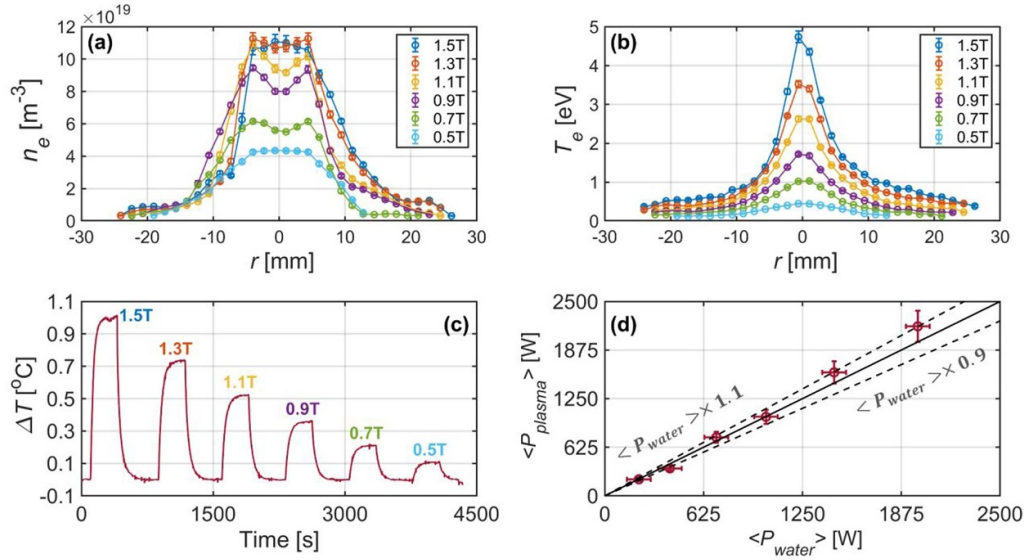 ×10¹⁹
(a)
12
10
8
6
4
2
0
nₑ [m⁻³]
1.5T
1.3T
1.1T
0.9T
0.7T
0.5T
-30 -20 -10 0 10 20 30
r [mm]
(b)
5
4
3
2
1
0
Tₑ [eV]
1.5T
1.3T
1.1T
0.9T
0.7T
0.5T
-30 -20 -10 0 10 20 30
r [mm]
(c)
1.1
0.9
0.7
0.5
0.3
0.1
-0.1
ΔT [°C]
1.5T
1.3T
1.1T
0.9T
0.7T
0.5T
0 1500 3000 4500
Time [s]
(d)
2500
1875
1250
625
0
<P_plasma> [W]
< P_water >× 1.1
< P_water >× 0.9
0 625 1250 1875 2500
<P_water> [W]